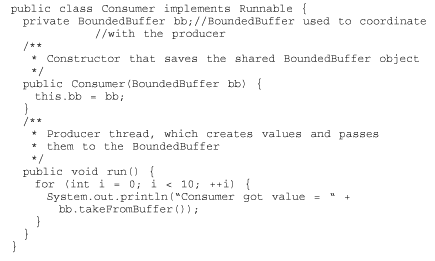 public class Consumer implements Runnable {
private BoundedBuffer bb;//BoundedBuffer used to coordinate
//with the producer
/**
* Constructor that saves the shared BoundedBuffer object
*/
public Consumer(BoundedBuffer bb) {
this.bb = bb;
}
/**
* Producer thread, which creates values and passes
* them to the BoundedBuffer
*/
public void run() {
for (int i = 0; i < 10; ++i) {
System.out.println(“Consumer got value = “ +
bb.takeFromBuffer());
}
}
}